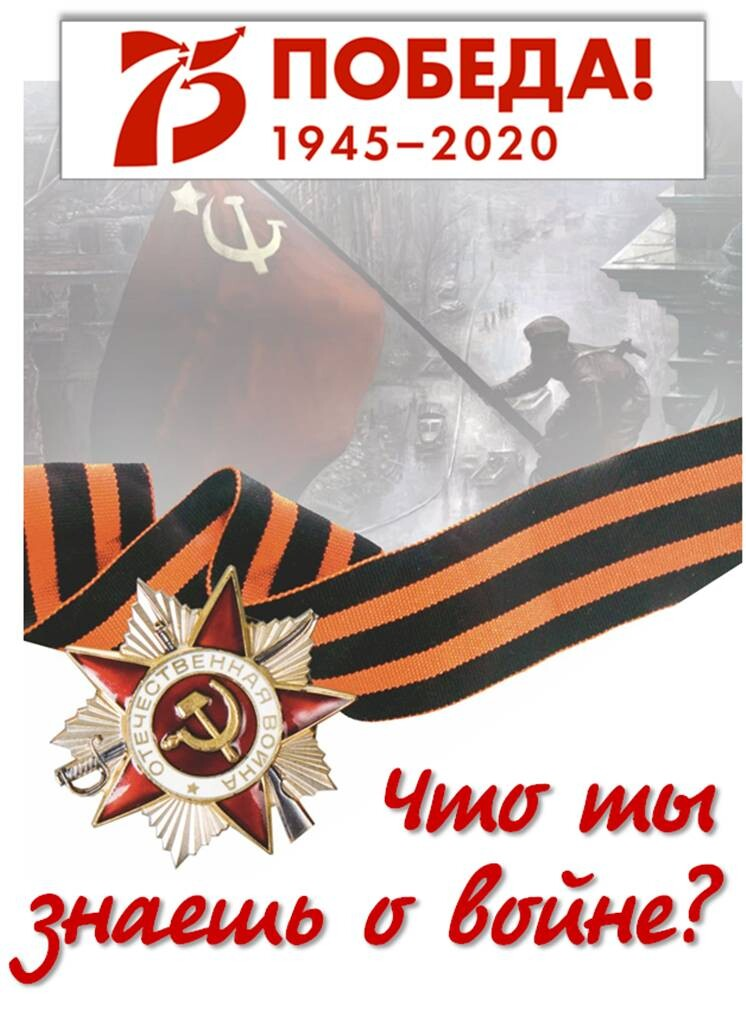 75 ПОБЕДА!
1945–2020
ОТЕЧЕСТВЕННАЯ ВОЙНА
Что ты
знаешь о войне?